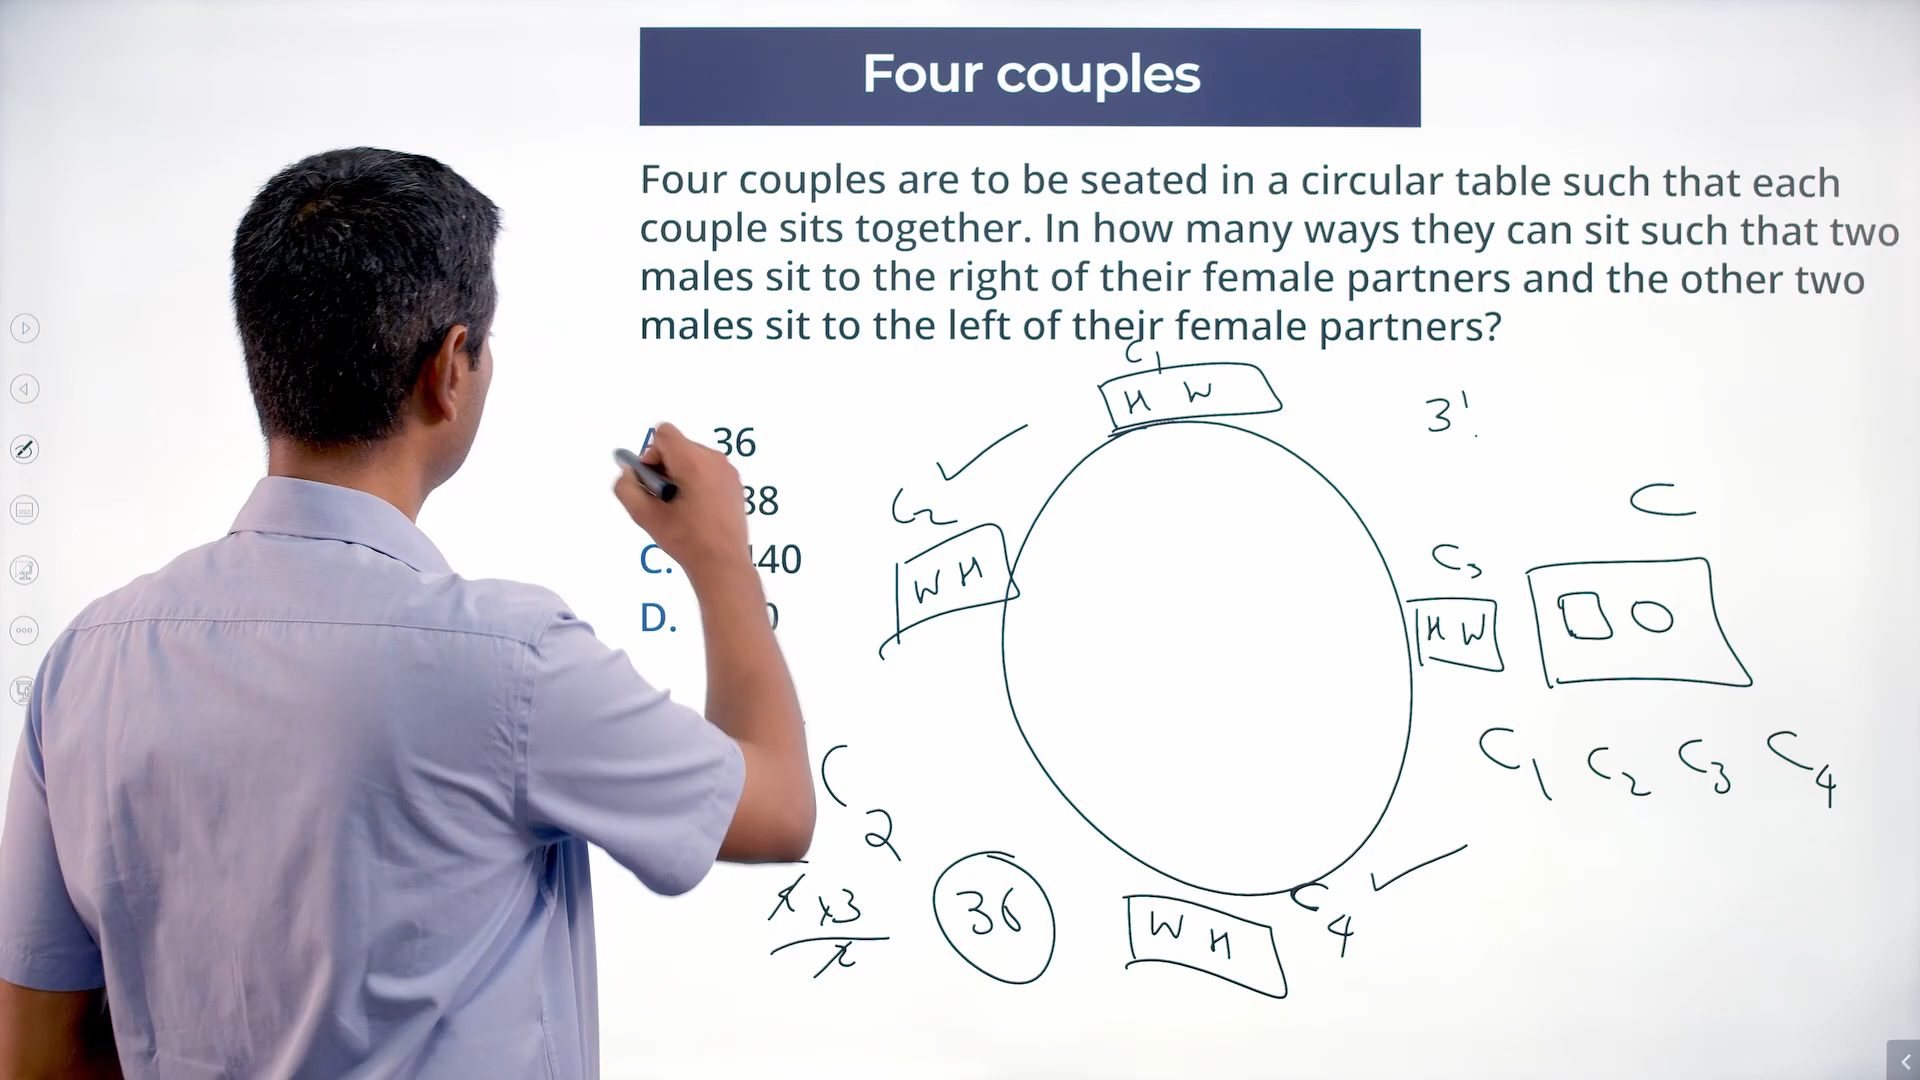 Four couples
Four couples are to be seated in a circular table such that each
couple sits together. In how many ways they can sit such that two
males sit to the right of their female partners and the other two
males sit to the left of their female partners?
A. 36
C.
D.
C1
H W
3!
C2
W H
C3
H W
C
C1 C2 C3 C4
C 2
4 x 3
2
36
C4
W H